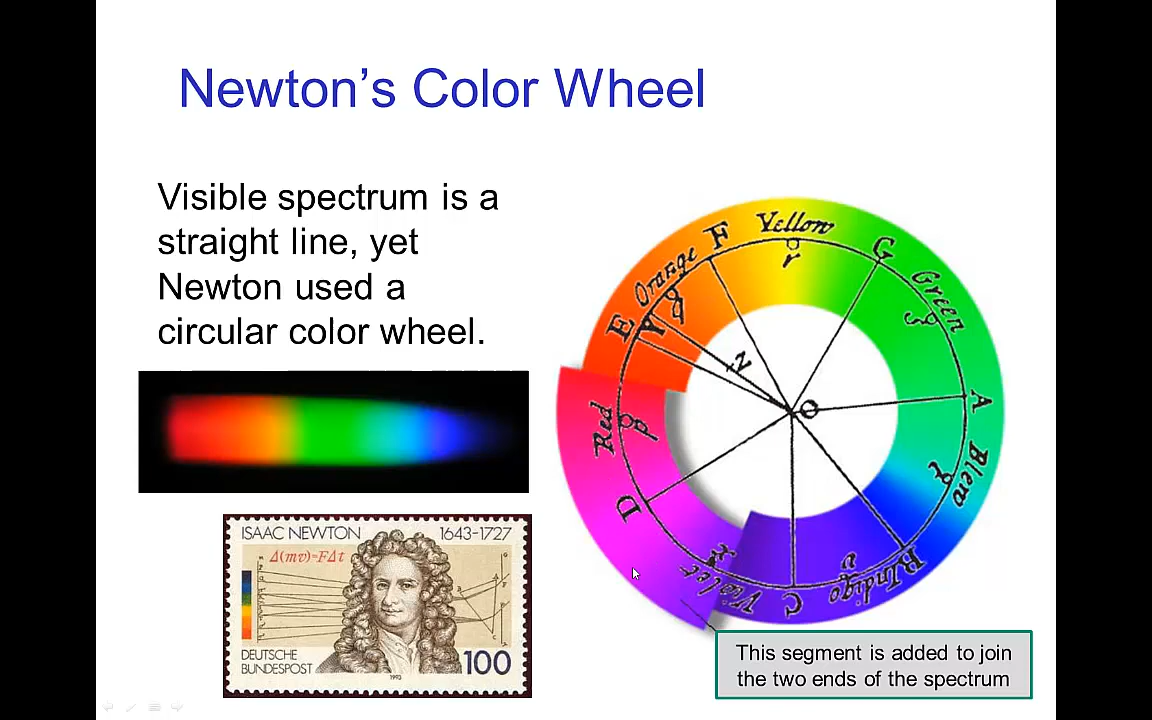 Newton's Color Wheel
Visible spectrum is a
straight line, yet
Newton used a
circular color wheel.
ISAAC NEWTON 1643-1727
Δ(mv)=FΔt
DEUTSCHE
BUNDESPOST
100
1993
Yellow
F
G
r
Orange
Green
E
q
N
O
A
Red
p
Blew
D
Violet
C
Indigo
B
v
This segment is added to join
the two ends of the spectrum